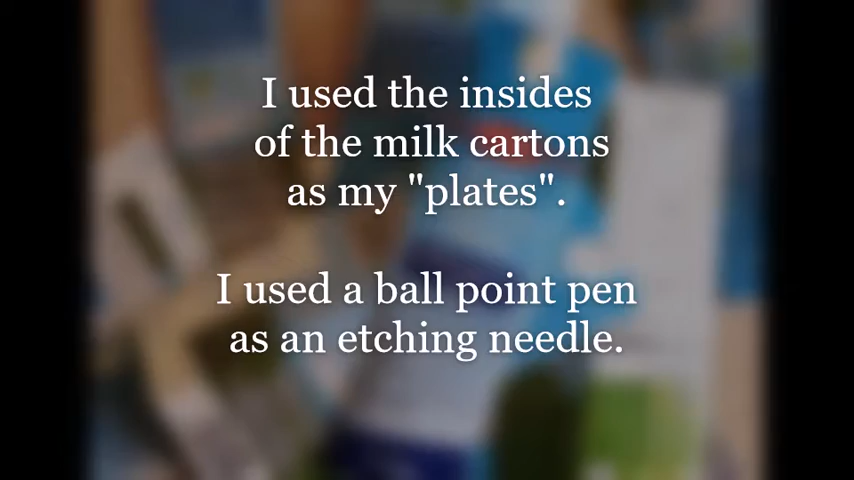 I used the insides
of the milk cartons
as my "plates".
I used a ball point pen
as an etching needle.